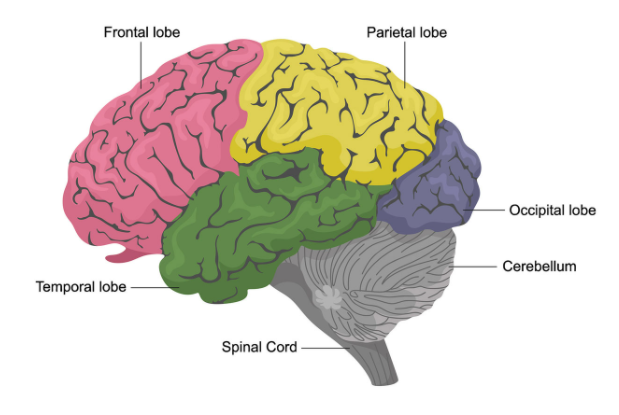 Frontal lobe
Parietal lobe
Occipital lobe
Cerebellum
Temporal lobe
Spinal Cord